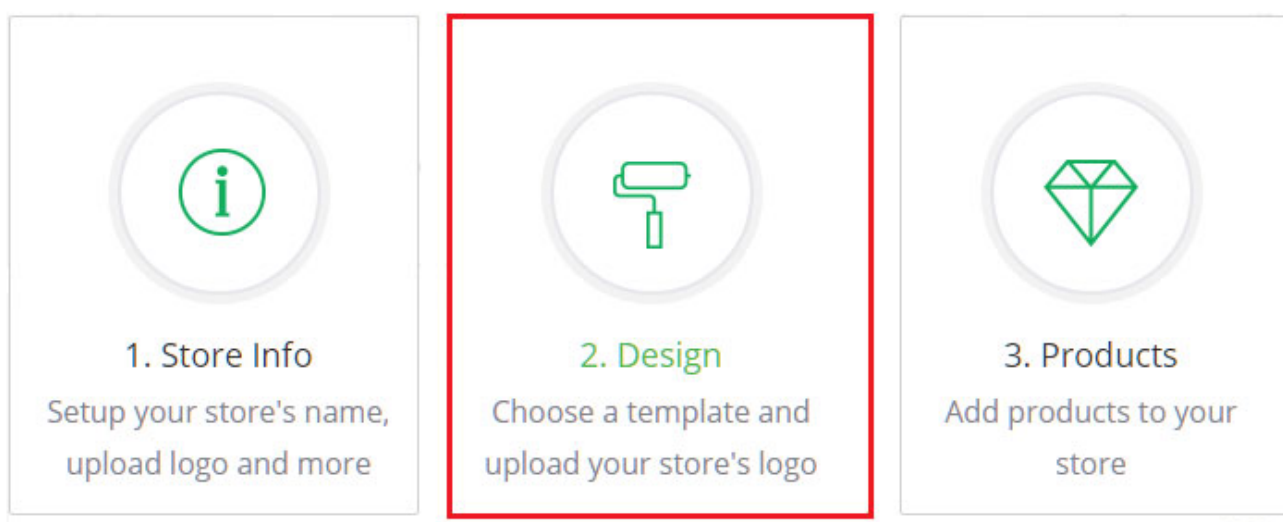 1. Store Info
Setup your store's name,
upload logo and more
2. Design
Choose a template and
upload your store's logo
3. Products
Add products to your
store